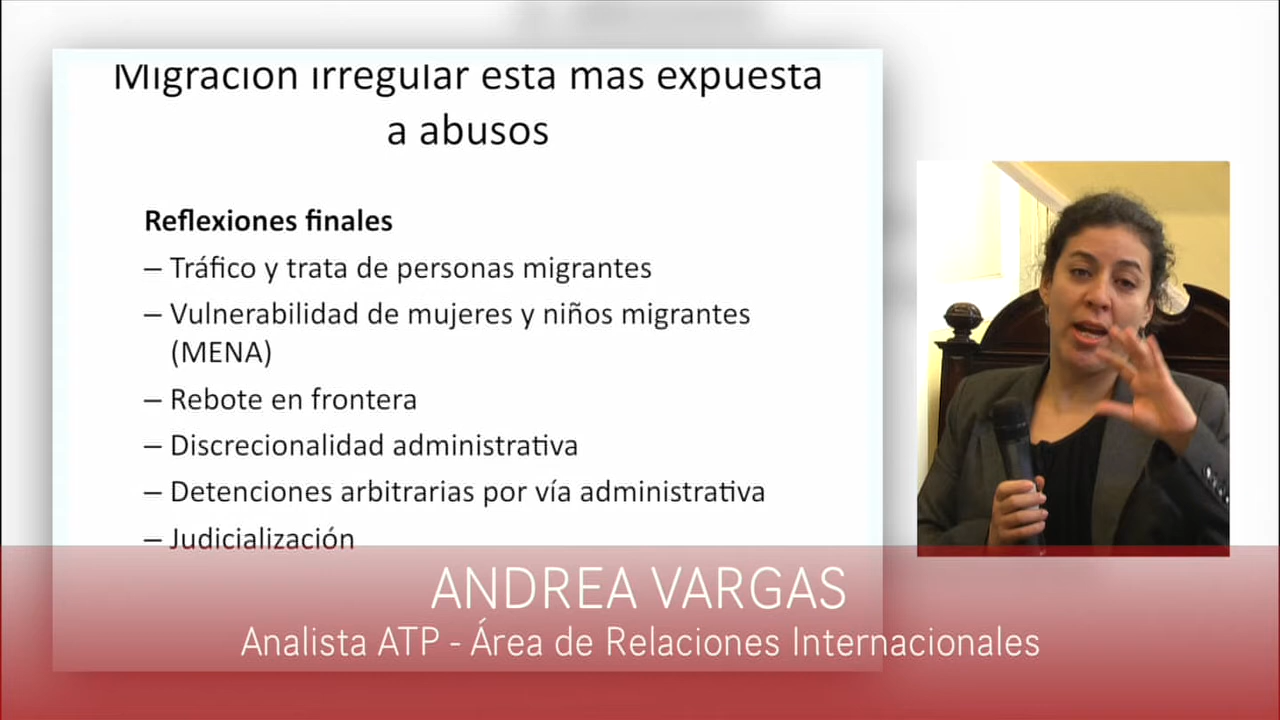 Migración irregular esta mas expuesta
a abusos
Reflexiones finales
– Tráfico y trata de personas migrantes
– Vulnerabilidad de mujeres y niños migrantes
(MENA)
– Rebote en frontera
– Discrecionalidad administrativa
– Detenciones arbitrarias por vía administrativa
– Judicialización
ANDREA VARGAS
Analista ATP - Área de Relaciones Internacionales